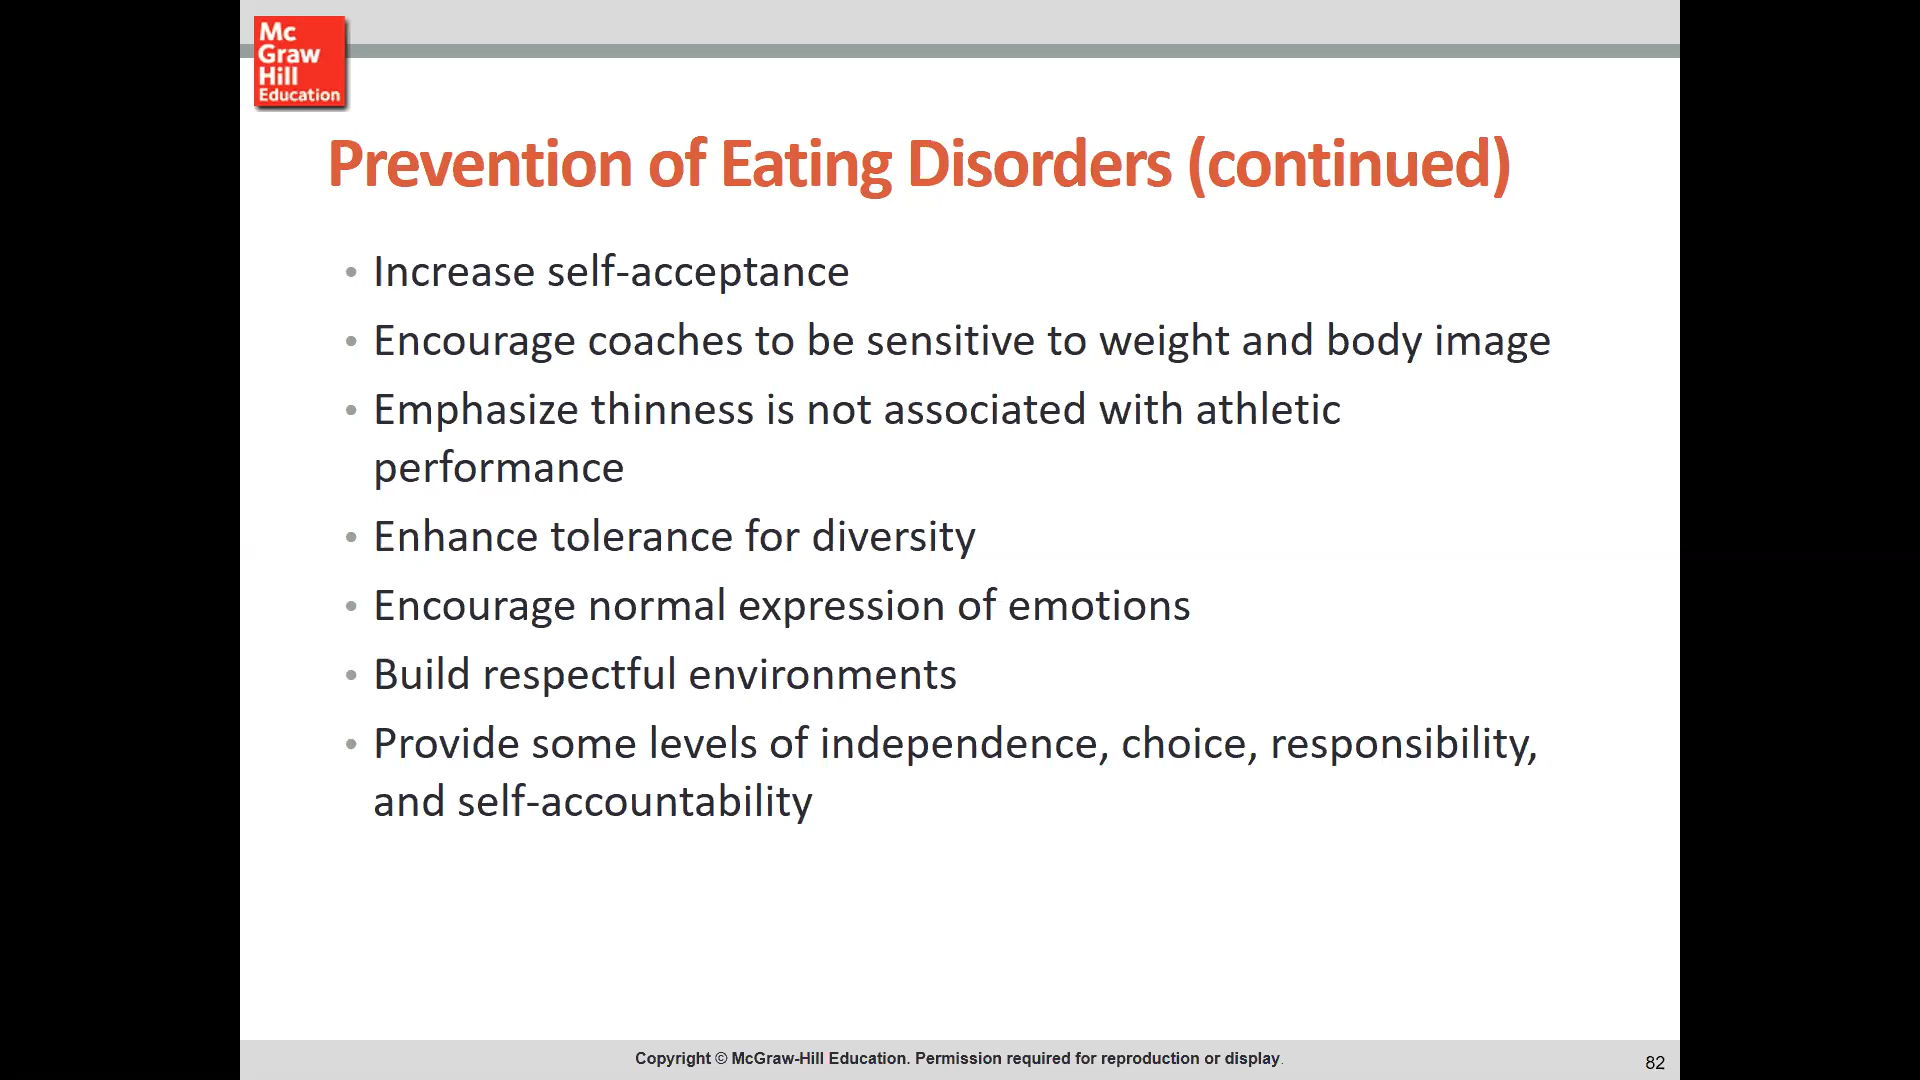 Mc
Graw
Hill
Education
Prevention of Eating Disorders (continued)
• Increase self-acceptance
• Encourage coaches to be sensitive to weight and body image
• Emphasize thinness is not associated with athletic
performance
• Enhance tolerance for diversity
• Encourage normal expression of emotions
• Build respectful environments
• Provide some levels of independence, choice, responsibility,
and self-accountability
Copyright © McGraw-Hill Education. Permission required for reproduction or display.
82